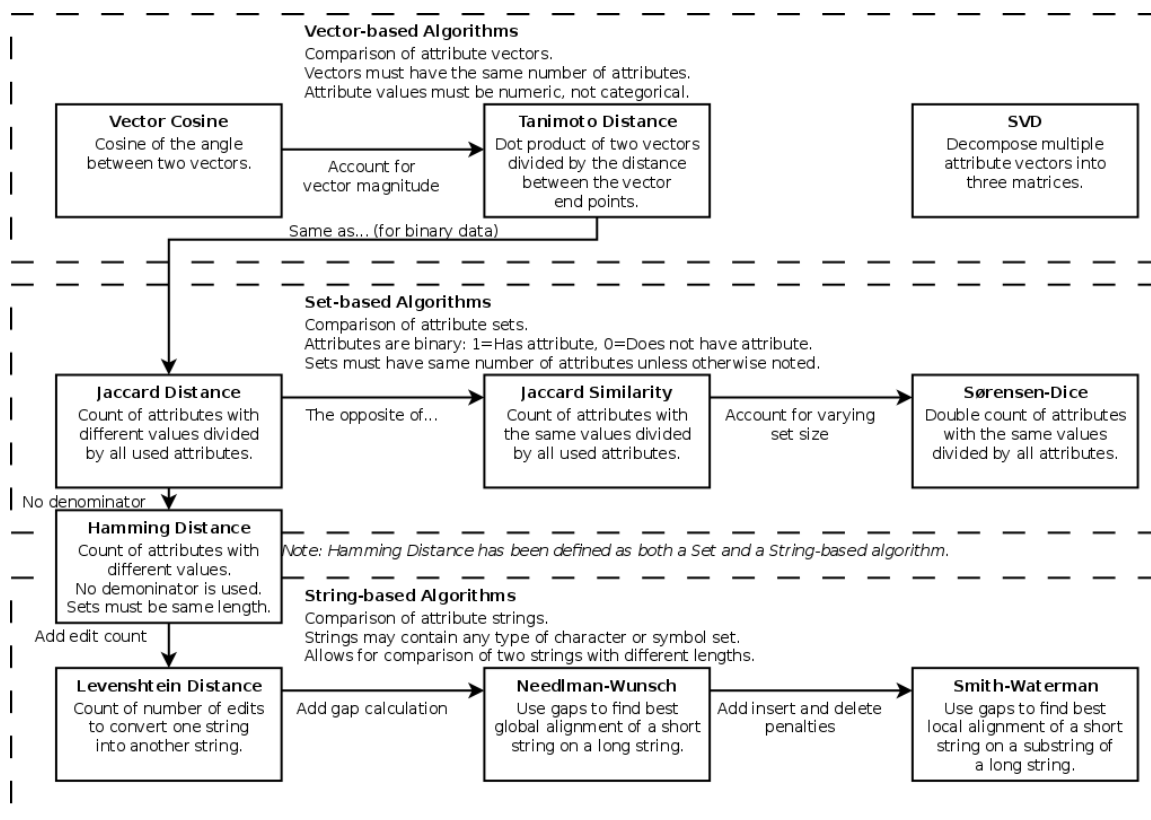 Vector-based Algorithms
Comparison of attribute vectors.
Vectors must have the same number of attributes.
Attribute values must be numeric, not categorical.
Vector Cosine
Cosine of the angle
between two vectors.
Account for
vector magnitude
Tanimoto Distance
Dot product of two vectors
divided by the distance
between the vector
end points.
SVD
Decompose multiple
attribute vectors into
three matrices.
Same as... (for binary data)
Set-based Algorithms
Comparison of attribute sets.
Attributes are binary: 1=Has attribute, 0=Does not have attribute.
Sets must have same number of attributes unless otherwise noted.
Jaccard Distance
Count of attributes with
different values divided
by all used attributes.
The opposite of...
Jaccard Similarity
Count of attributes with
the same values divided
by all used attributes.
Account for varying
set size
Sørensen-Dice
Double count of attributes
with the same values
divided by all attributes.
No denominator
Hamming Distance
Count of attributes with
different values.
No demoninator is used.
Sets must be same length.
Note: Hamming Distance has been defined as both a Set and a String-based algorithm.
String-based Algorithms
Comparison of attribute strings.
Strings may contain any type of character or symbol set.
Allows for comparison of two strings with different lengths.
Add edit count
Levenshtein Distance
Count of number of edits
to convert one string
into another string.
Add gap calculation
Needlman-Wunsch
Use gaps to find best
global alignment of a short
string on a long string.
Add insert and delete
penalties
Smith-Waterman
Use gaps to find best
local alignment of a short
string on a substring of
a long string.